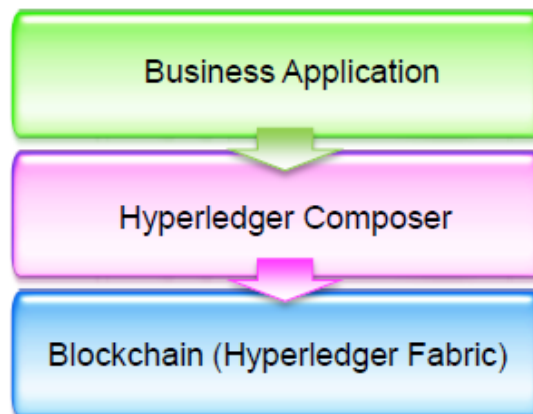 Business Application
Hyperledger Composer
Blockchain (Hyperledger Fabric)